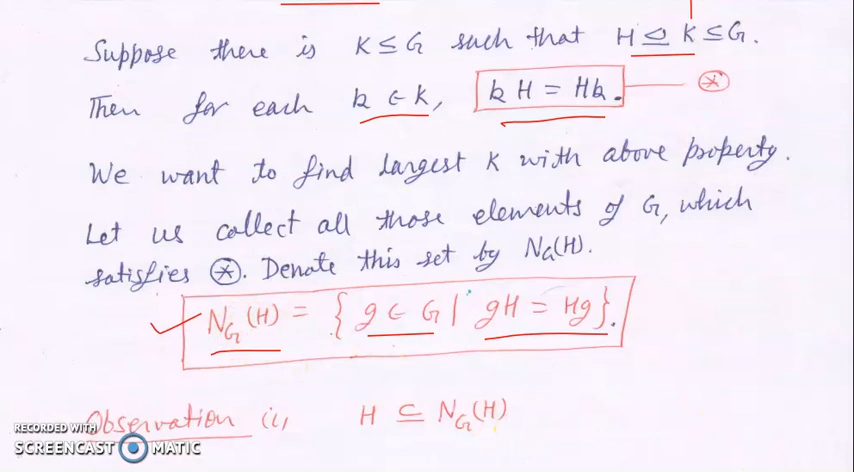 Suppose there is K ≤ G such that H ⊴ K ≤ G.
Then for each k ∈ K, kH = Hk. ⊛
We want to find largest K with above property.
Let us collect all those elements of G, which
satisfies ⊛. Denote this set by N_G(H).
N_G(H) = { g ∈ G | gH = Hg}.
Observation (i) H ⊆ N_G(H)
RECORDED WITH
SCREENCAST MATIC